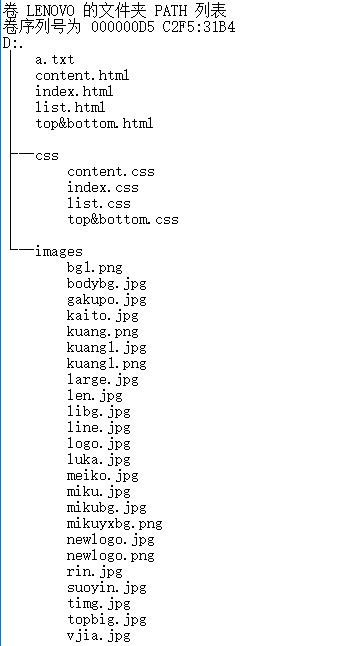 卷 LENOVO 的文件夹 PATH 列表
卷序列号为 000000D5 C2F5:31B4
D:.
│  a.txt
│  content.html
│  index.html
│  list.html
│  top&bottom.html
│
├─css
│      content.css
│      index.css
│      list.css
│      top&bottom.css
│
└─images
        bg1.png
        bodybg.jpg
        gakupo.jpg
        kaito.jpg
        kuang.png
        kuang1.jpg
        kuang1.png
        large.jpg
        len.jpg
        libg.jpg
        line.jpg
        logo.jpg
        luka.jpg
        meiko.jpg
        miku.jpg
        mikubg.jpg
        mikuyxbg.png
        newlogo.jpg
        newlogo.png
        rin.jpg
        suoyin.jpg
        timg.jpg
        topbig.jpg
        vjia.jpg